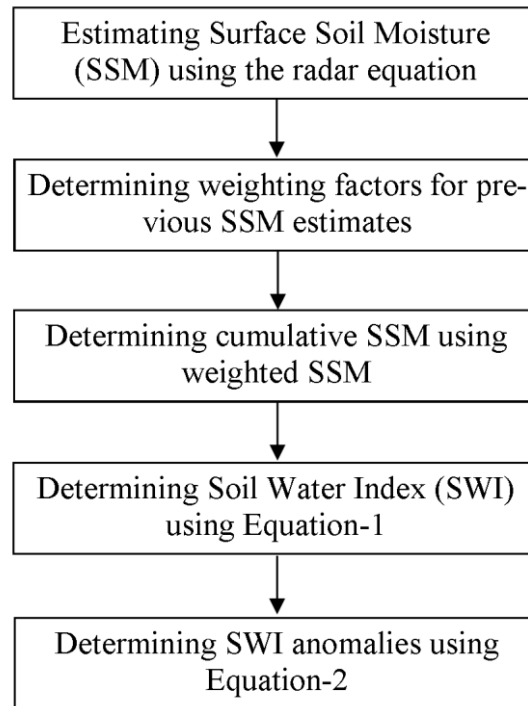 Estimating Surface Soil Moisture
(SSM) using the radar equation
Determining weighting factors for pre-
vious SSM estimates
Determining cumulative SSM using
weighted SSM
Determining Soil Water Index (SWI)
using Equation-1
Determining SWI anomalies using
Equation-2